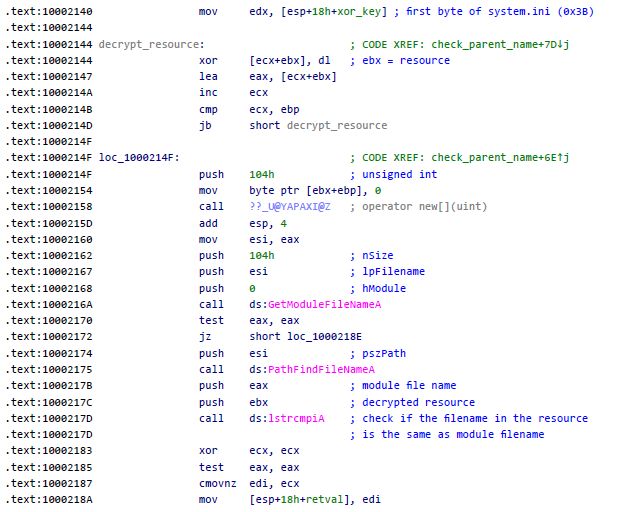 .text:10002140 mov edx, [esp+18h+xor_key] ; first byte of system.ini (0x3B)
.text:10002144
.text:10002144 decrypt_resource: ; CODE XREF: check_parent_name+7D↓j
.text:10002144 xor [ecx+ebx], dl ; ebx = resource
.text:10002147 lea eax, [ecx+ebx]
.text:1000214A inc ecx
.text:1000214B cmp ecx, ebp
.text:1000214D jb short decrypt_resource
.text:1000214F
.text:1000214F loc_1000214F: ; CODE XREF: check_parent_name+6E↑j
.text:1000214F push 104h ; unsigned int
.text:10002154 mov byte ptr [ebx+ebp], 0
.text:10002158 call ??_U@YAPAXI@Z ; operator new[](uint)
.text:1000215D add esp, 4
.text:10002160 mov esi, eax
.text:10002162 push 104h ; nSize
.text:10002167 push esi ; lpFilename
.text:10002168 push 0 ; hModule
.text:1000216A call ds:GetModuleFileNameA
.text:10002170 test eax, eax
.text:10002172 jz short loc_1000218E
.text:10002174 push esi ; pszPath
.text:10002175 call ds:PathFindFileNameA
.text:1000217B push eax ; module file name
.text:1000217C push ebx ; decrypted resource
.text:1000217D call ds:lstrcmpiA ; check if the filename in the resource
.text:1000217D ; is the same as module filename
.text:10002183 xor ecx, ecx
.text:10002185 test eax, eax
.text:10002187 cmovnz edi, ecx
.text:1000218A mov [esp+18h+retval], edi